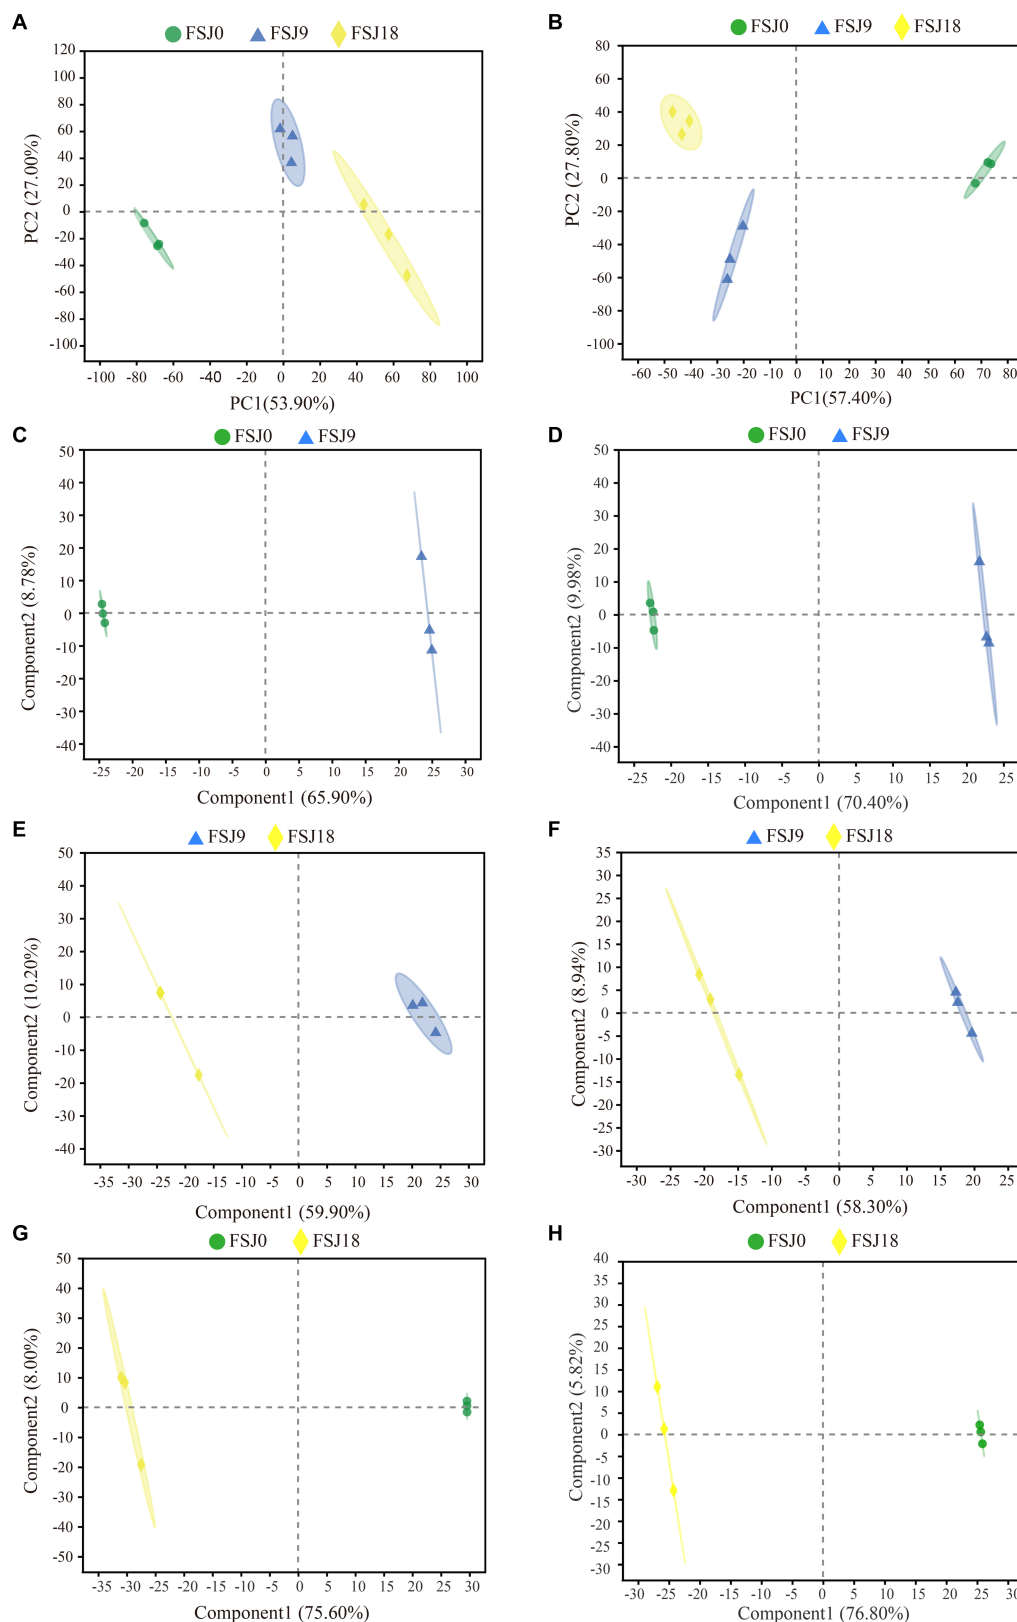 A
FSJ0 FSJ9 FSJ18
120
100
80
60
40
20
0
-20
-40
-60
-80
-100
PC2 (27.00%)
-100 -80 -60 -40 -20 0 20 40 60 80 100
PC1(53.90%)
B
FSJ0 FSJ9 FSJ18
80
60
40
20
0
-20
-40
-60
-80
-100
PC2 (27.80%)
-60 -50 -40 -30 -20 -10 0 10 20 30 40 50 60 70 80
PC1(57.40%)
C
FSJ0 FSJ9
50
40
30
20
10
0
-10
-20
-30
-40
Component2 (8.78%)
-25 -20 -15 -10 -5 0 5 10 15 20 25 30
Component1 (65.90%)
D
FSJ0 FSJ9
50
40
30
20
10
0
-10
-20
-30
-40
Component2 (9.98%)
-25 -20 -15 -10 -5 0 5 10 15 20 25
Component1 (70.40%)
E
FSJ9 FSJ18
50
40
30
20
10
0
-10
-20
-30
-40
Component2 (10.20%)
-35 -30 -25 -20 -15 -10 -5 0 5 10 15 20 25 30
Component1 (59.90%)
F
FSJ9 FSJ18
35
30
25
20
15
10
5
0
-5
-10
-15
-20
-25
-30
Component2 (8.94%)
-30 -25 -20 -15 -10 -5 0 5 10 15 20 25
Component1 (58.30%)
G
FSJ0 FSJ18
50
40
30
20
10
0
-10
-20
-30
-40
-50
Component2 (8.00%)
-35 -30 -25 -20 -15 -10 -5 0 5 10 15 20 25 30
Component1 (75.60%)
H
FSJ0 FSJ18
40
35
30
25
20
15
10
5
0
-5
-10
-15
-20
-25
-30
Component2 (5.82%)
-30 -25 -20 -15 -10 -5 0 5 10 15 20 25 30
Component1 (76.80%)